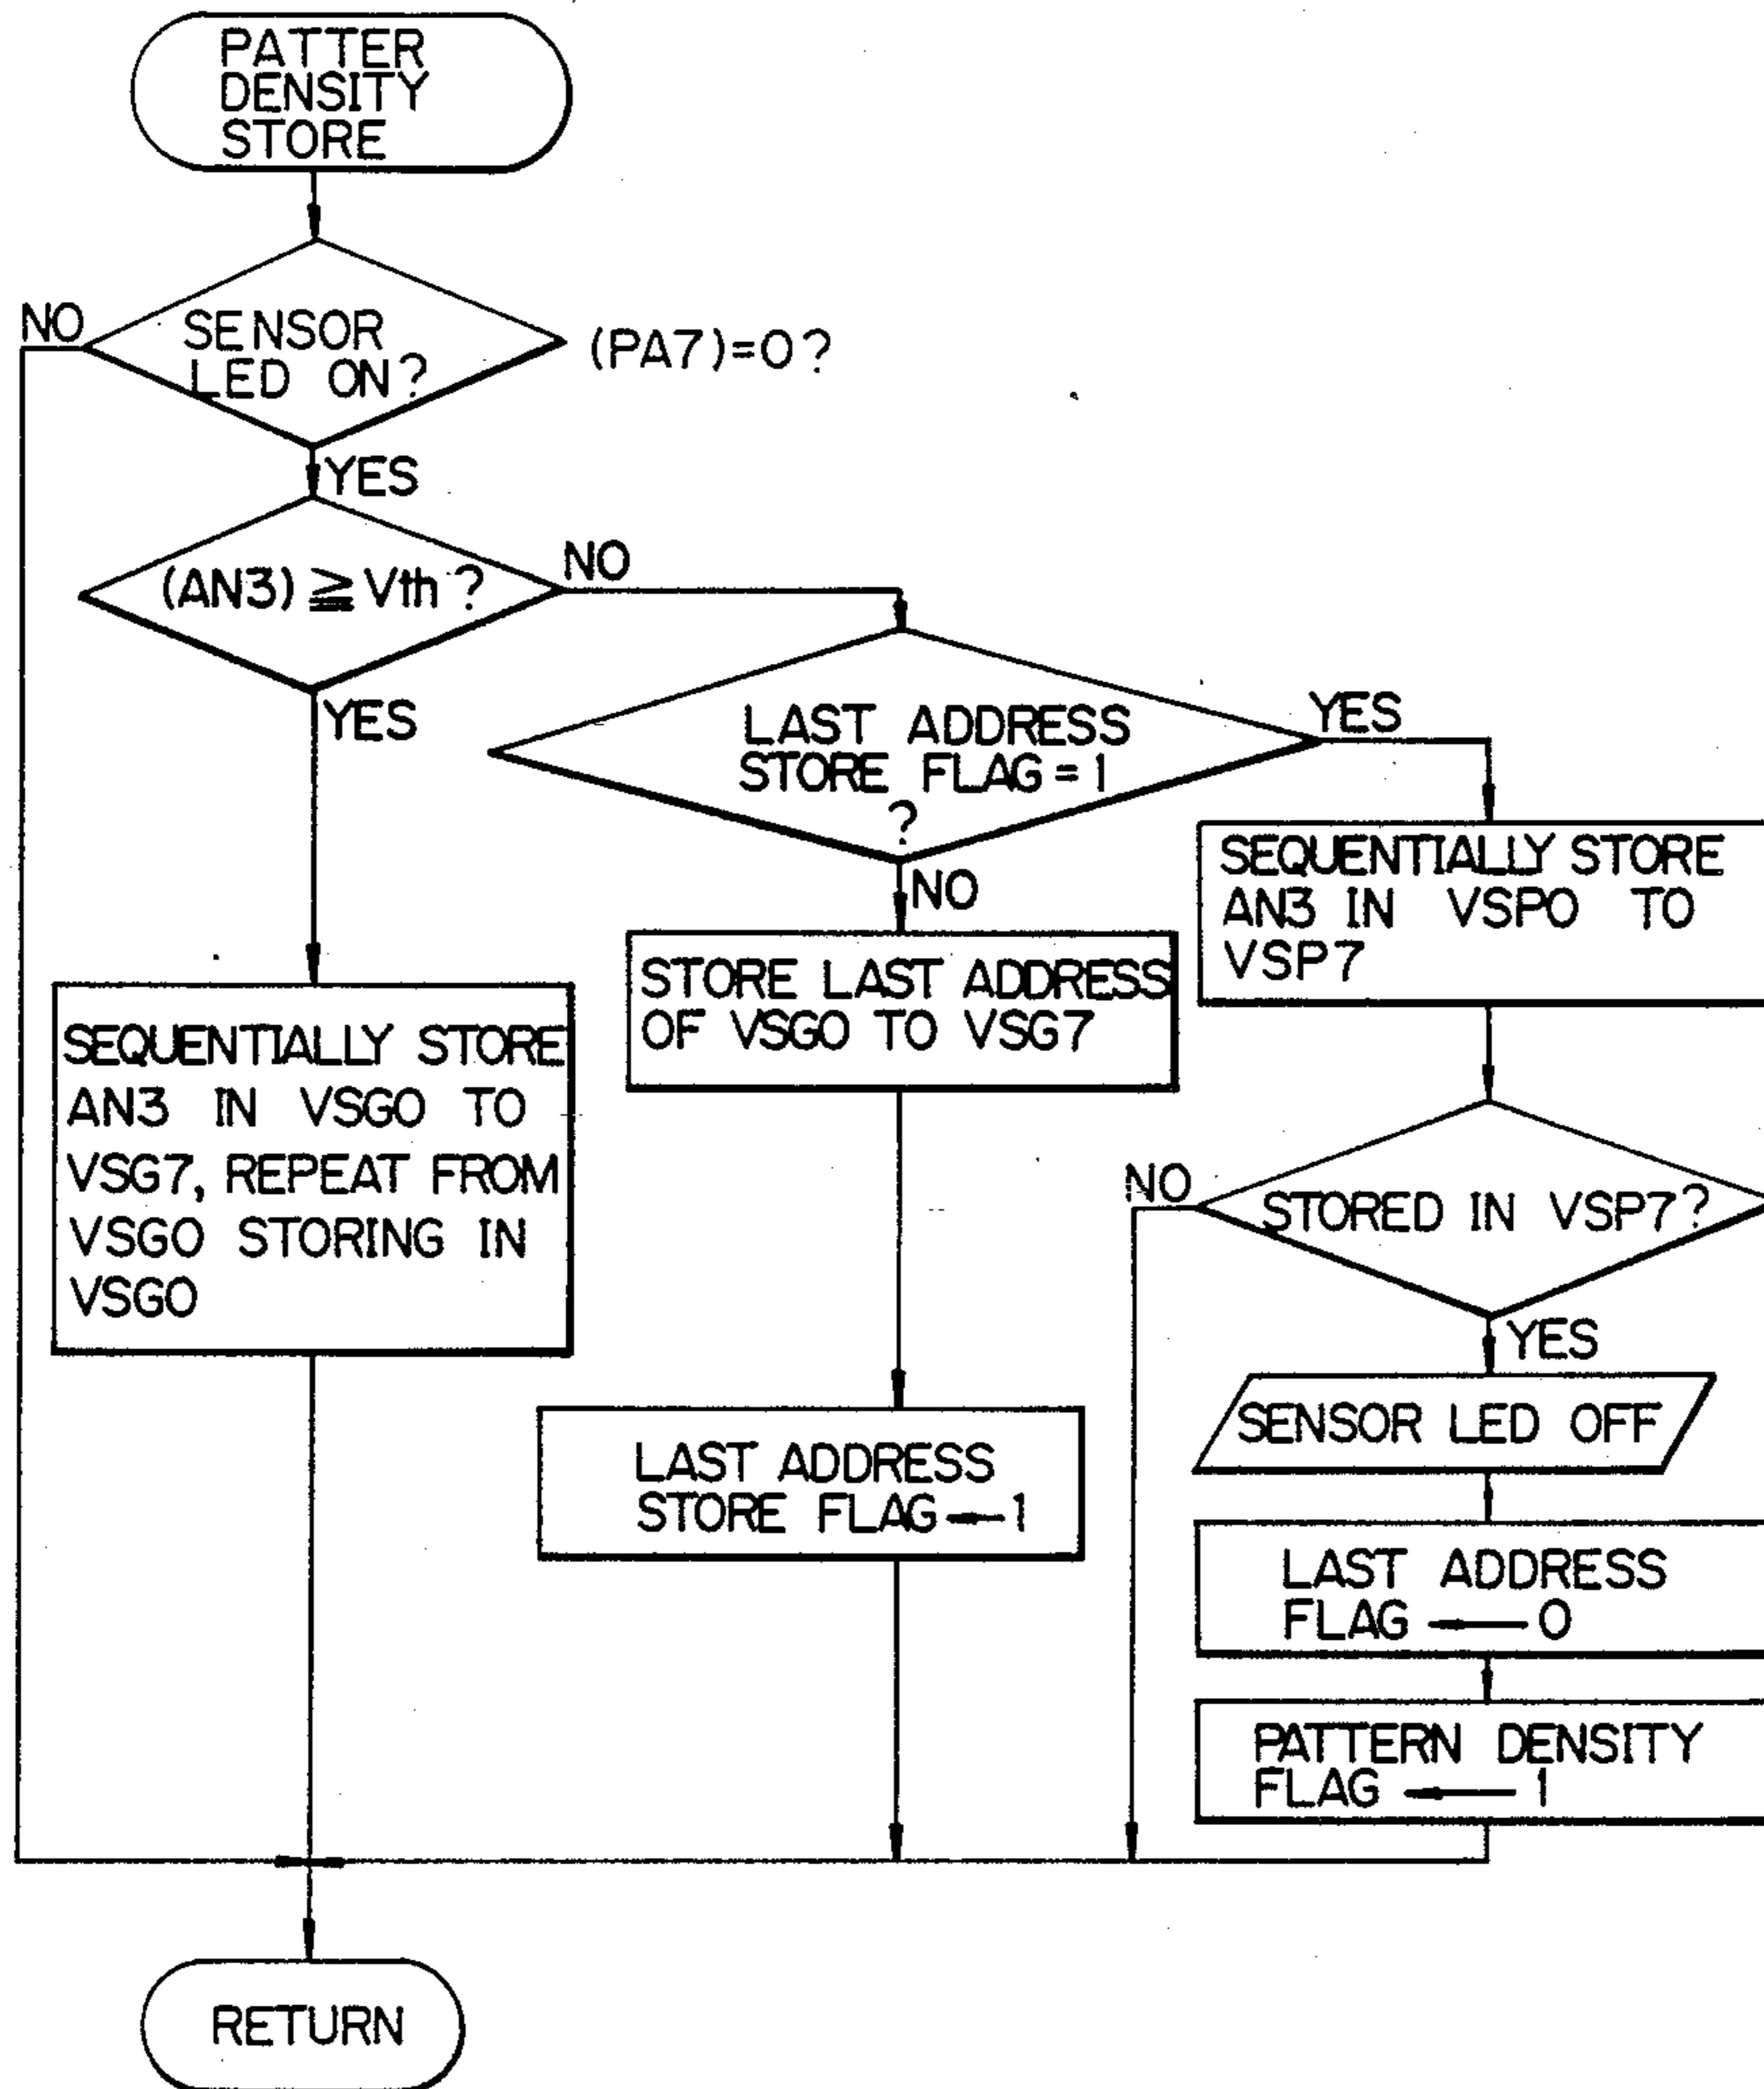 PATTER
DENSITY
STORE
NO
SENSOR
LED ON?
(PA7)=0?
YES
(AN3) ≧ Vth ?
NO
YES
LAST ADDRESS
STORE FLAG = 1
?
YES
NO
SEQUENTIALLY STORE
AN3 IN VSP0 TO
VSP7
STORE LAST ADDRESS
OF VSG0 TO VSG7
SEQUENTIALLY STORE
AN3 IN VSG0 TO
VSG7, REPEAT FROM
VSG0 STORING IN
VSG0
NO
STORED IN VSP7?
YES
SENSOR LED OFF
LAST ADDRESS
STORE FLAG ← 1
LAST ADDRESS
FLAG ← 0
PATTERN DENSITY
FLAG ← 1
RETURN